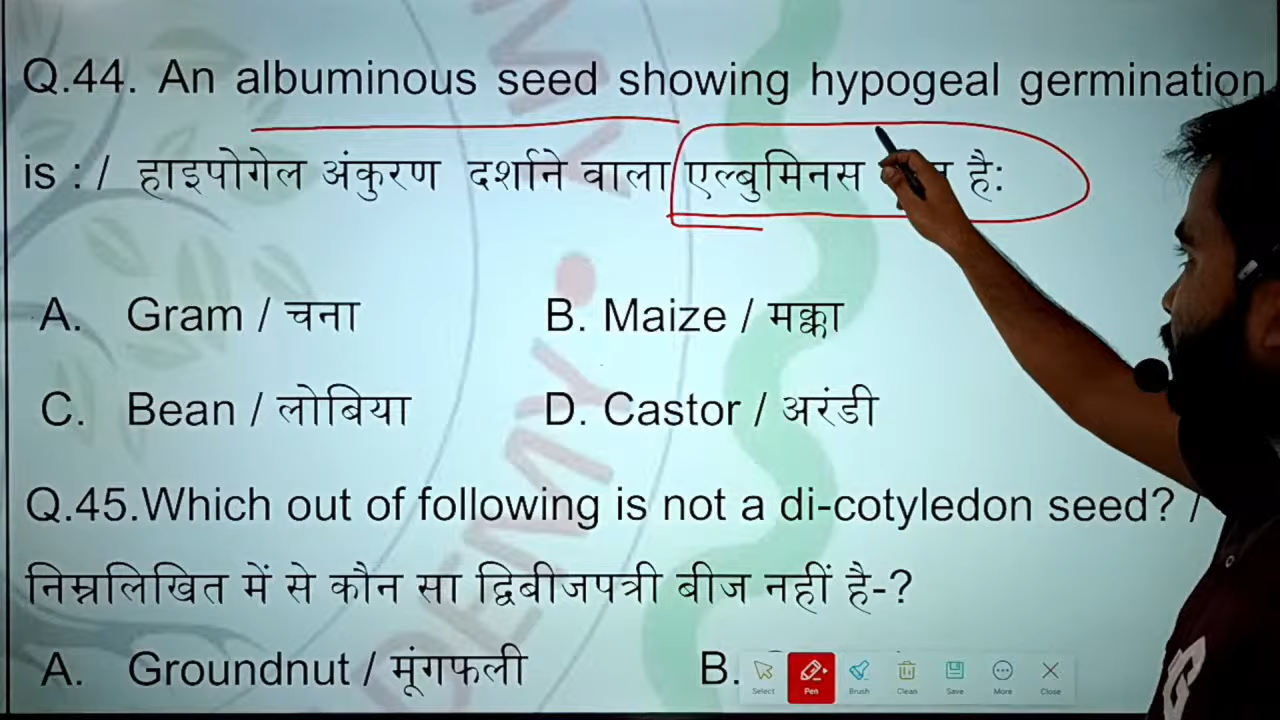 Q.44. An albuminous seed showing hypogeal germination
is : / हाइपोगेल अंकुरण दर्शाने वाला एल्बुमिनस है:
A. Gram / चना
B. Maize / मक्का
C. Bean / लोबिया
D. Castor / अरंडी
Q.45.Which out of following is not a di-cotyledon seed? /
निम्नलिखित में से कौन सा द्विबीजपत्री बीज नहीं है-?
A. Groundnut / मूंगफली
B.
Select Pen Brush Clean Save More Close